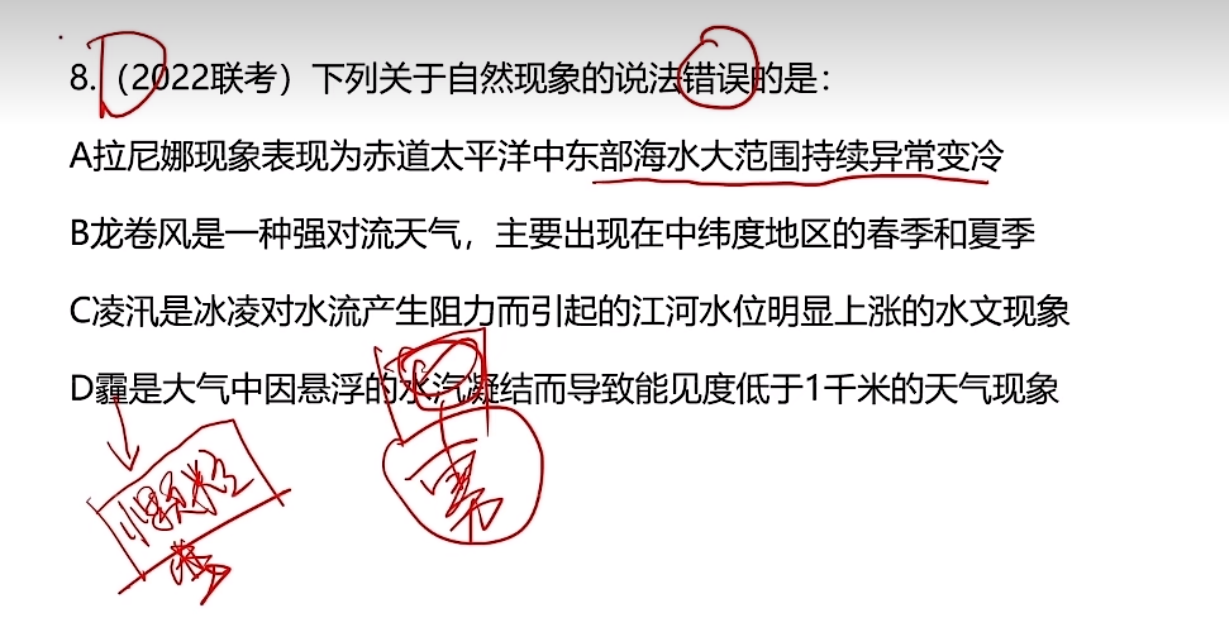 8.（2022联考）下列关于自然现象的说法错误的是：
A拉尼娜现象表现为赤道太平洋中东部海水大范围持续异常变冷
B龙卷风是一种强对流天气，主要出现在中纬度地区的春季和夏季
C凌汛是冰凌对水流产生阻力而引起的江河水位明显上涨的水文现象
D霾是大气中因悬浮的水汽凝结而导致能见度低于1千米的天气现象
小颗粒
雾